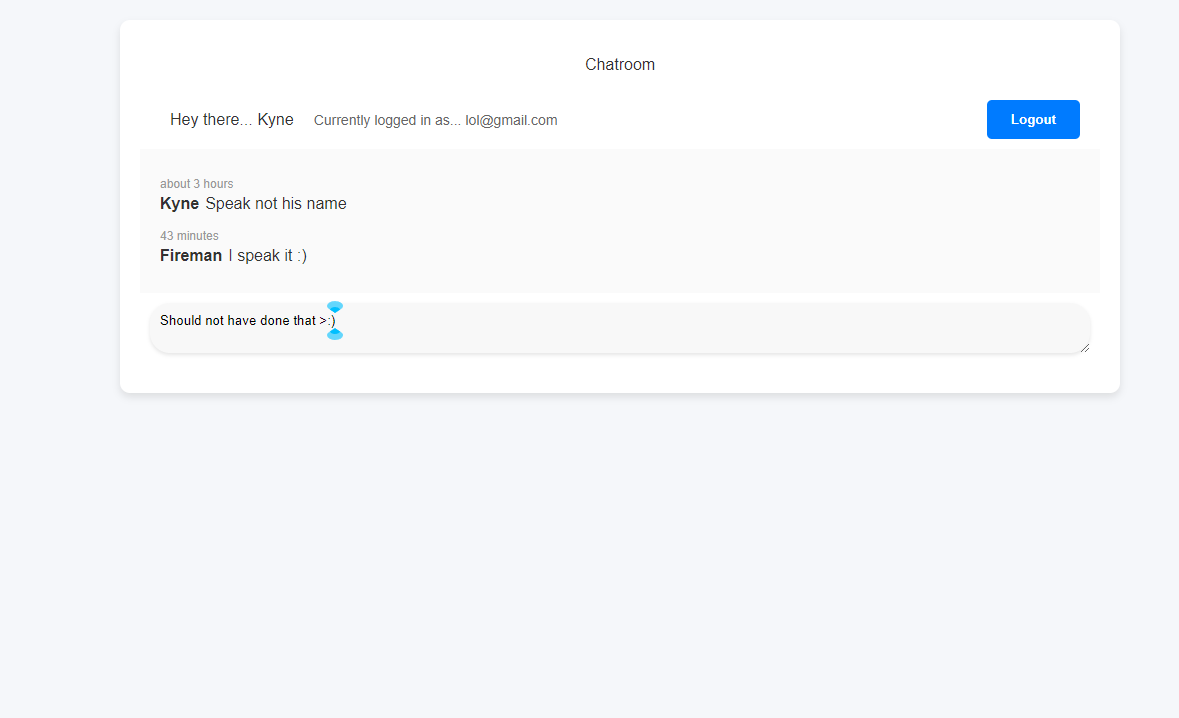 Chatroom
Hey there... Kyne Currently logged in as... lol@gmail.com Logout
about 3 hours
Kyne Speak not his name
43 minutes
Fireman I speak it :)
Should not have done that >:)